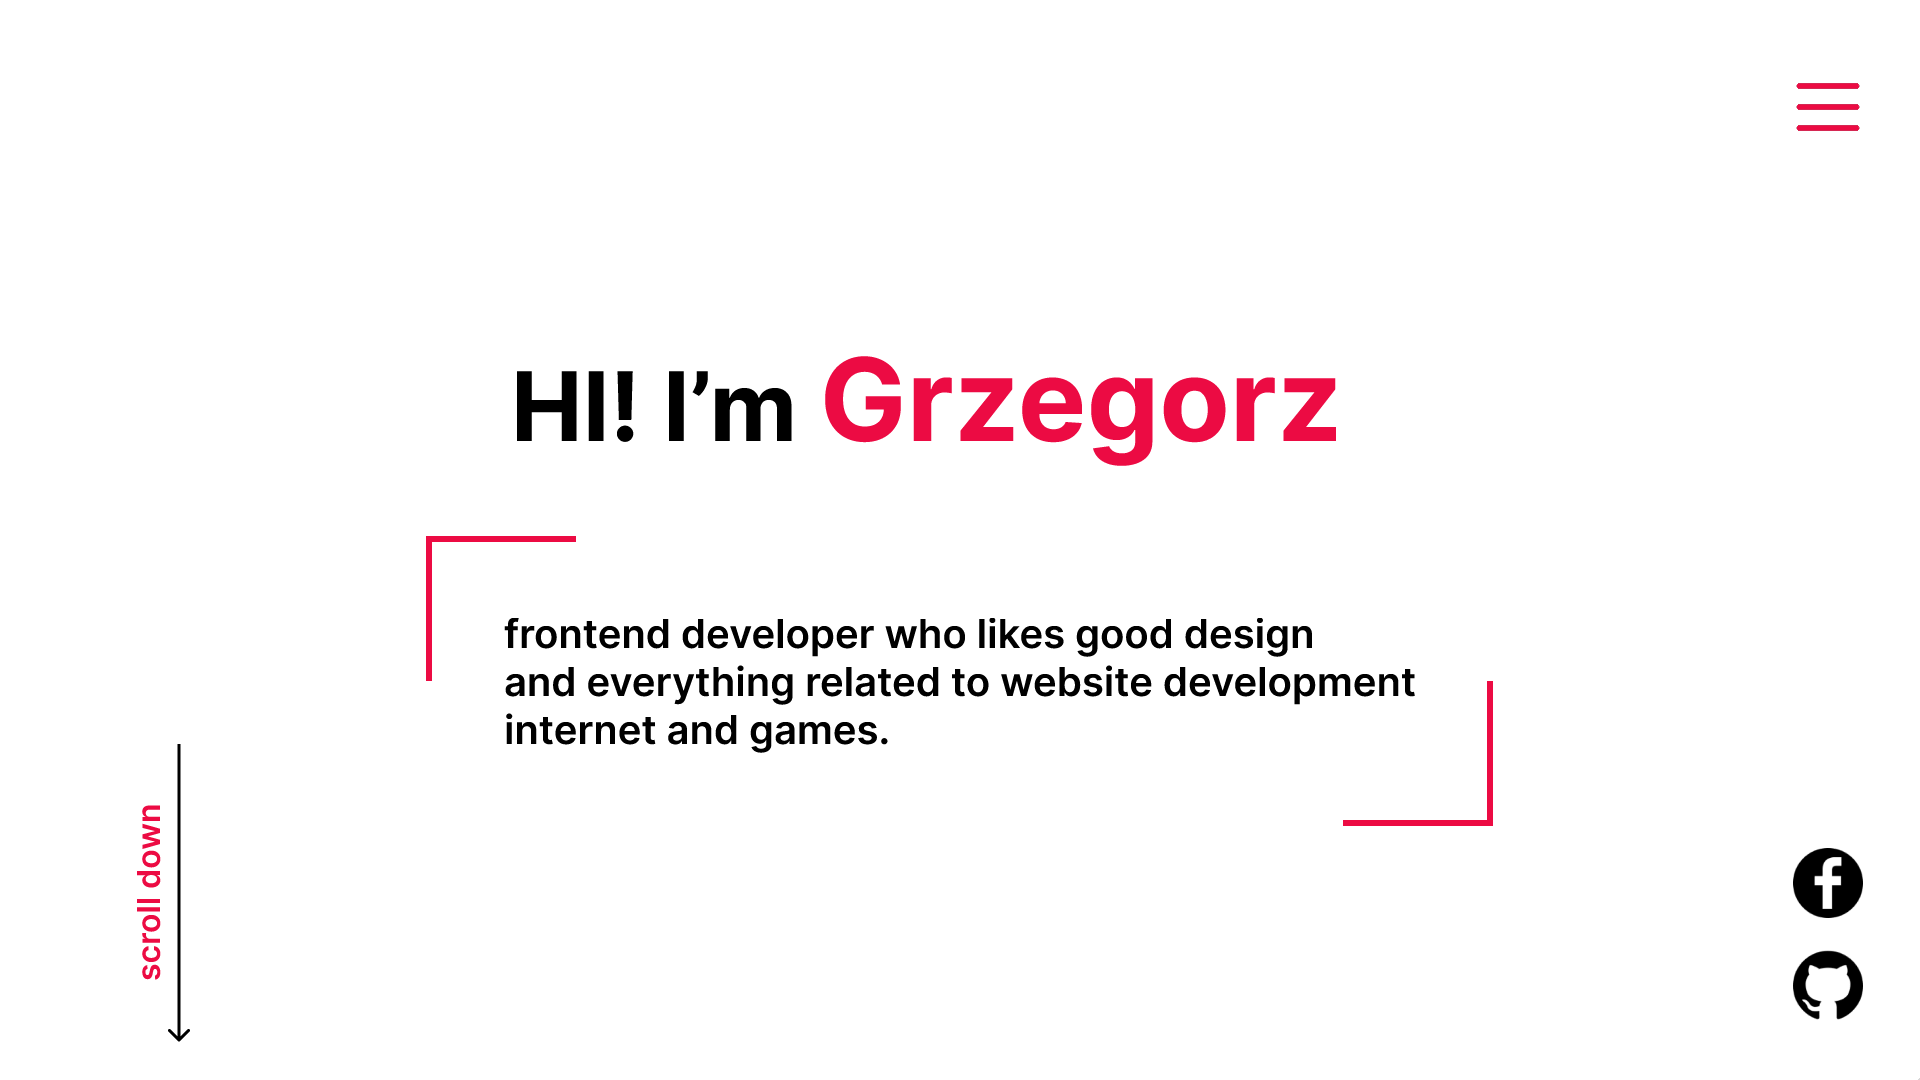 HI! I’m Grzegorz
frontend developer who likes good design
and everything related to website development
internet and games.
scroll down